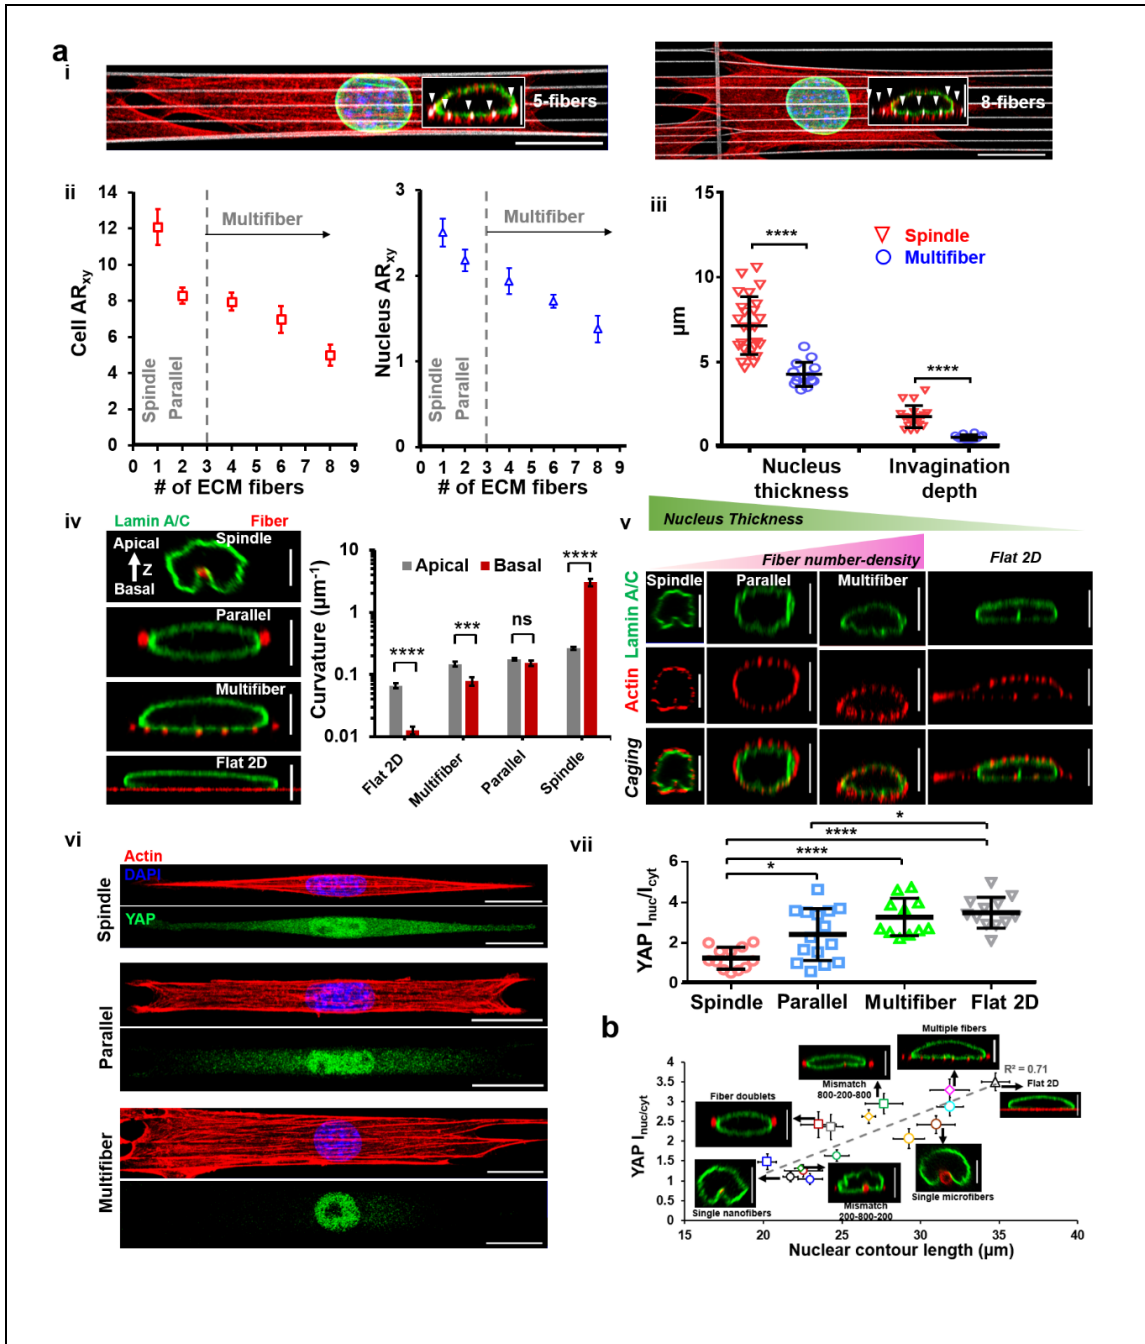 a
i
5-fibers
8-fibers
ii
14
12
10
8
6
4
2
0
Cell AR_xy
Multifiber
Spindle
Parallel
0 1 2 3 4 5 6 7 8 9
# of ECM fibers
3
2
1
0
Nucleus AR_xy
Multifiber
Spindle
Parallel
0 1 2 3 4 5 6 7 8 9
# of ECM fibers
iii
15
10
5
0
µm
****
****
Spindle
Multifiber
Nucleus thickness
Invagination depth
iv
Lamin A/C Fiber
Apical
Z
Basal
Spindle
Parallel
Multifiber
Flat 2D
10
1
0.1
0.01
Curvature (µm⁻¹)
Apical Basal
****
***
ns
****
Flat 2D
Multifiber
Parallel
Spindle
v
Nucleus Thickness
Fiber number-density
Flat 2D
Spindle Parallel Multifiber
Lamin A/C
Actin
Caging
vi
Actin
DAPI
YAP
Spindle
Parallel
Multifiber
vii
*
****
****
*
6
4
2
0
YAP I_nuc/I_cyt
Spindle Parallel Multifiber Flat 2D
b
4
3.5
3
2.5
2
1.5
1
0.5
0
YAP I_nuc/cyt
Multiple fibers
R² = 0.71
Flat 2D
Mismatch
800-200-800
Fiber doublets
Single nanofibers
Mismatch
200-800-200
Single microfibers
15 20 25 30 35 40
Nuclear contour length (µm)